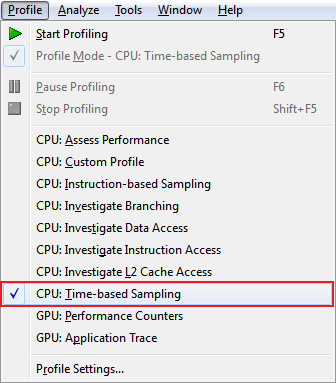 Profile Analyze Tools Window Help
Start Profiling F5
Profile Mode - CPU: Time-based Sampling
Pause Profiling F6
Stop Profiling Shift+F5
CPU: Assess Performance
CPU: Custom Profile
CPU: Instruction-based Sampling
CPU: Investigate Branching
CPU: Investigate Data Access
CPU: Investigate Instruction Access
CPU: Investigate L2 Cache Access
CPU: Time-based Sampling
GPU: Performance Counters
GPU: Application Trace
Profile Settings...